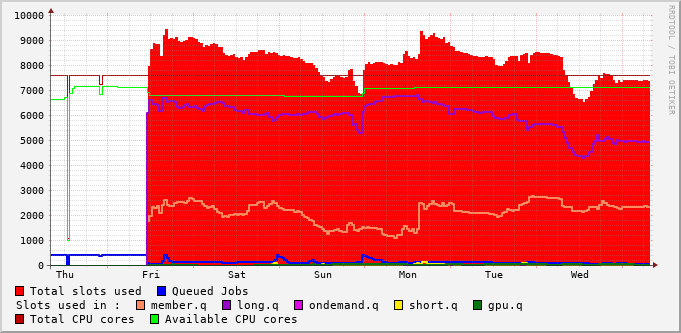 10000
9000
8000
7000
6000
5000
4000
3000
2000
1000
0
Thu Fri Sat Sun Mon Tue Wed
RRDTOOL / TOBI OETIKER
Total slots used Queued Jobs
Slots used in : member.q long.q ondemand.q short.q gpu.q
Total CPU cores Available CPU cores